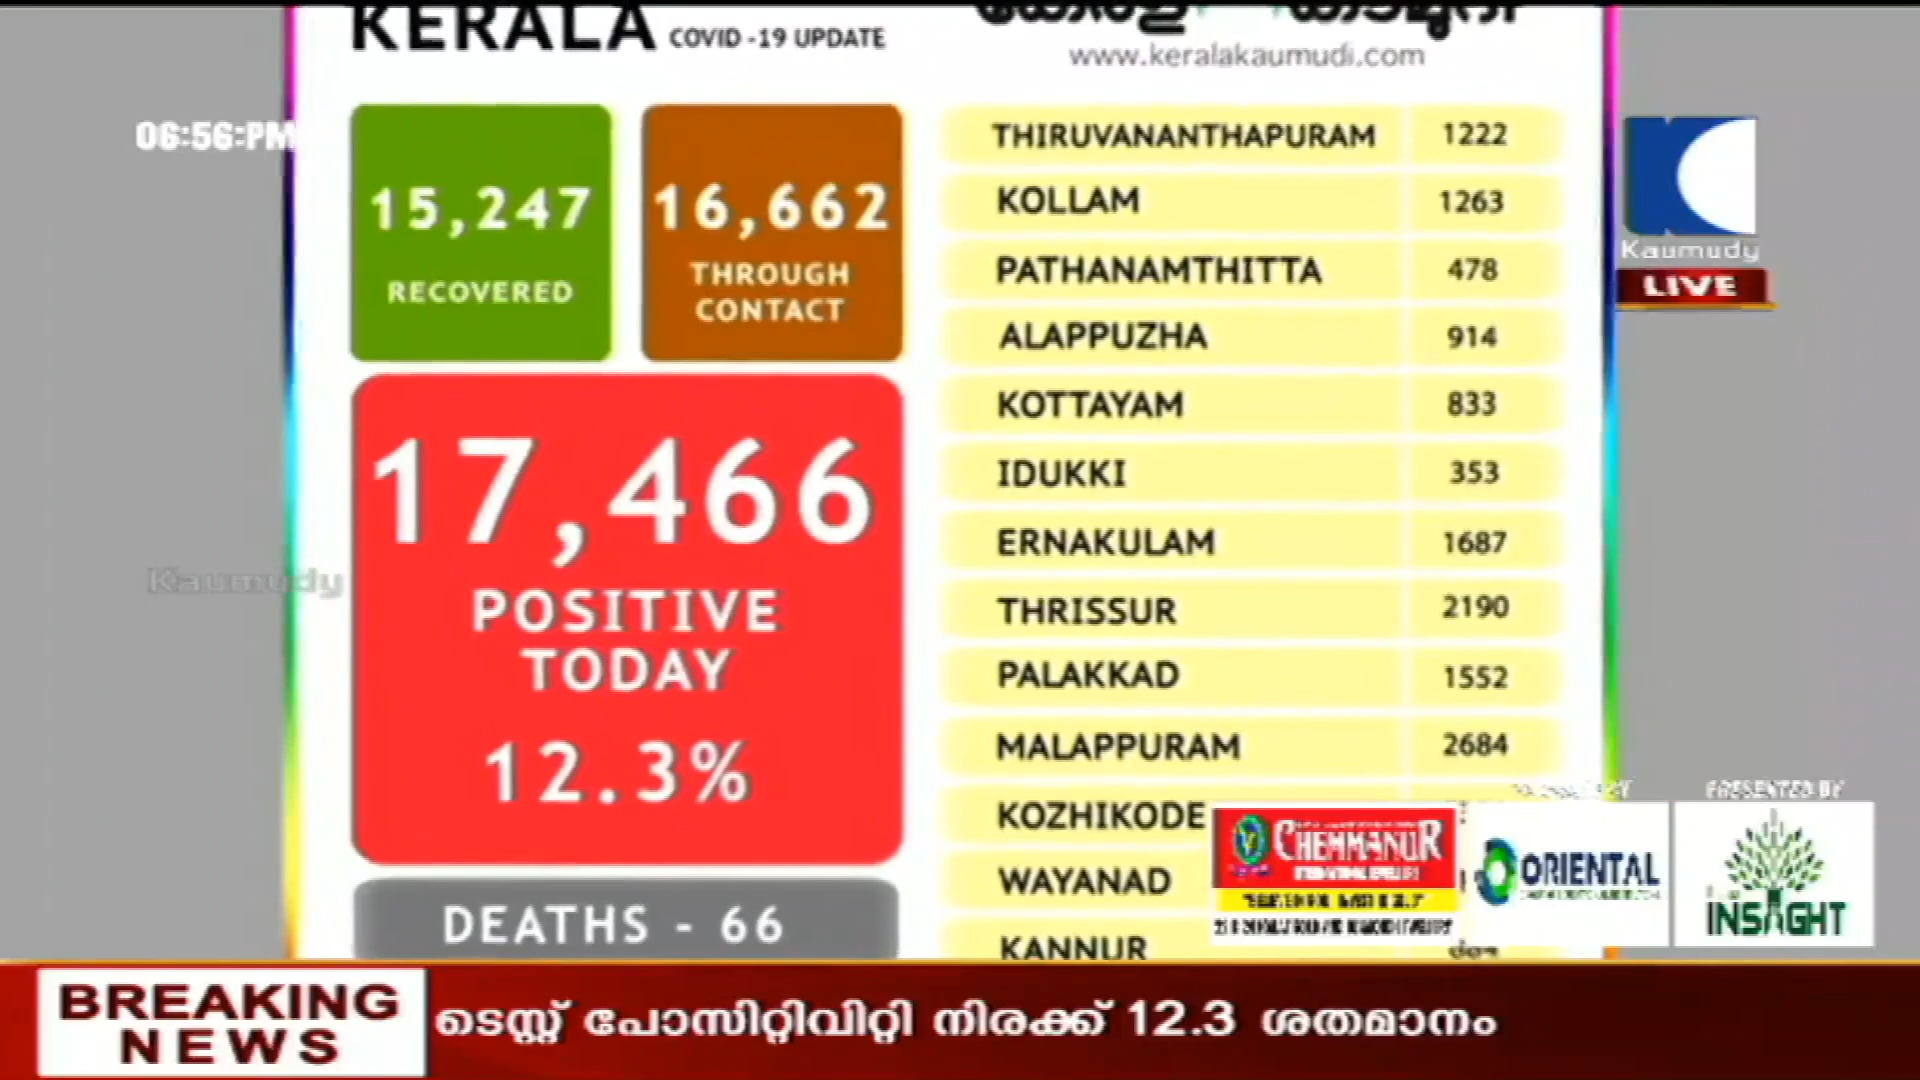 KERALA COVID -19 UPDATE
www.keralakaumudi.com
06:56:PM
15,247
RECOVERED
16,662
THROUGH
CONTACT
17,466
POSITIVE
TODAY
12.3%
DEATHS - 66
THIRUVANANTHAPURAM 1222
KOLLAM 1263
PATHANAMTHITTA 478
ALAPPUZHA 914
KOTTAYAM 833
IDUKKI 353
ERNAKULAM 1687
THRISSUR 2190
PALAKKAD 1552
MALAPPURAM 2684
KOZHIKODE
WAYANAD
KANNUR
Kaumudy
LIVE
Kaumudy
CHEMMANUR
INTERNATIONAL JEWELLERS
ORIENTAL
PRESENTED BY
INSIGHT
BREAKING
NEWS
ടെസ്റ്റ് പോസിറ്റിവിറ്റി നിരക്ക് 12.3 ശതമാനം